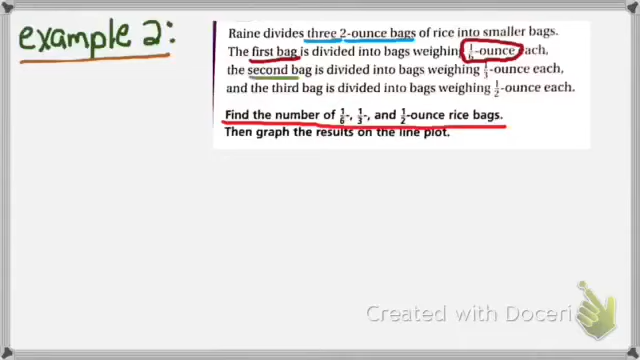 example 2:
Raine divides three 2-ounce bags of rice into smaller bags.
The first bag is divided into bags weighing 1/6-ounce each,
the second bag is divided into bags weighing 1/3-ounce each,
and the third bag is divided into bags weighing 1/2-ounce each.
Find the number of 1/6-, 1/3-, and 1/2-ounce rice bags.
Then graph the results on the line plot.
Created with Doceri